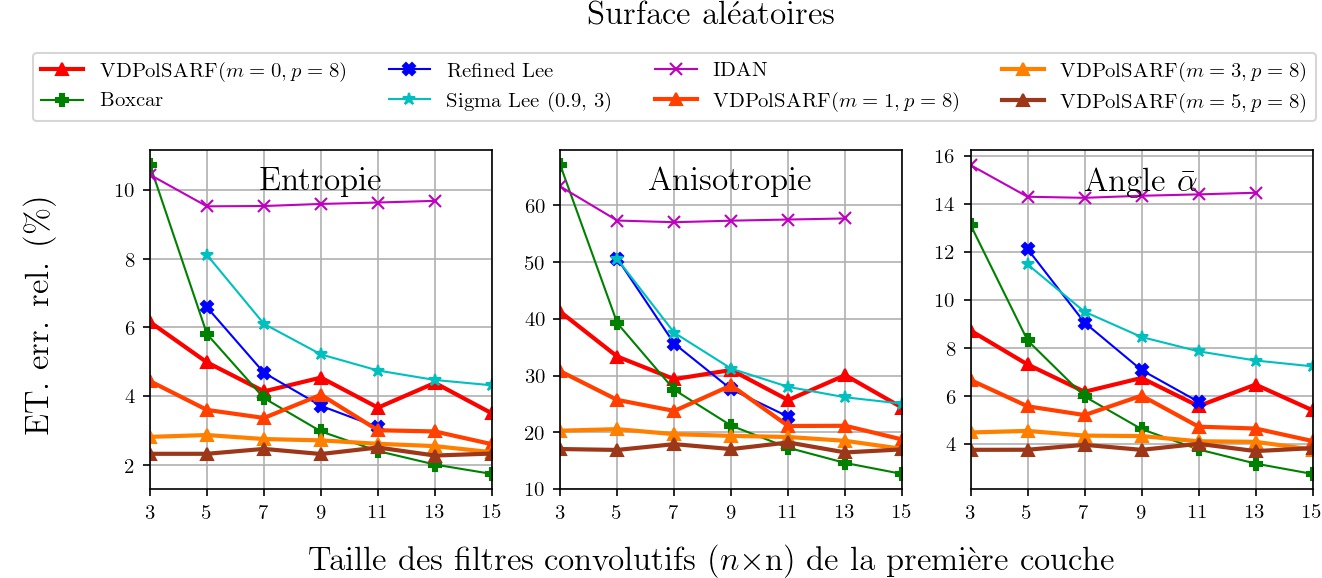 Surface aléatoires
VDPolSARF(m = 0, p = 8) Refined Lee IDAN VDPolSARF(m = 3, p = 8)
Boxcar Sigma Lee (0.9, 3) VDPolSARF(m = 1, p = 8) VDPolSARF(m = 5, p = 8)
Entropie
Anisotropie
Angle ᾱ
ET. err. rel. (%)
10
8
6
4
2
3 5 7 9 11 13 15
60
50
40
30
20
10
3 5 7 9 11 13 15
16
14
12
10
8
6
4
3 5 7 9 11 13 15
Taille des filtres convolutifs (n×n) de la première couche